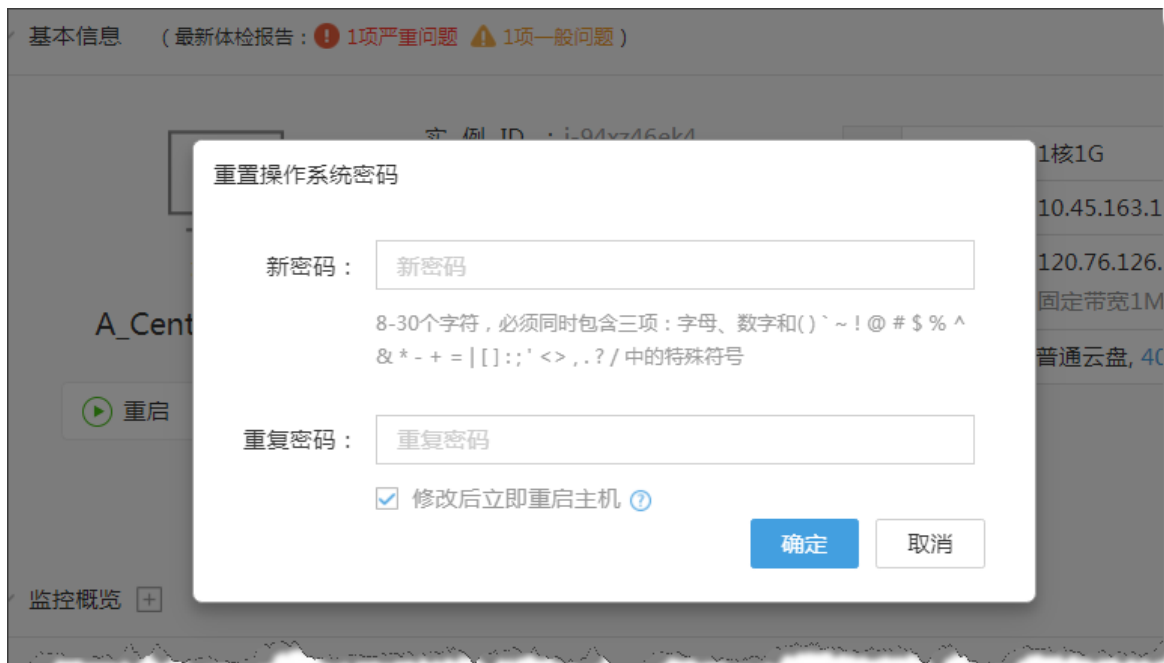 基本信息 (最新体检报告: 1项严重问题 1项一般问题)
实 例 ID : i-94xz46ek4
重置操作系统密码
1核1G
10.45.163.1
新密码: 新密码
120.76.126.
固定带宽1M
A_Cent
8-30个字符,必须同时包含三项:字母、数字和( ) ` ~ ! @ # $ % ^
& * - + = | [ ] : ; ' < > , . ? / 中的特殊符号
普通云盘, 40
重启
重复密码: 重复密码
修改后立即重启主机 ?
确定 取消
监控概览 +